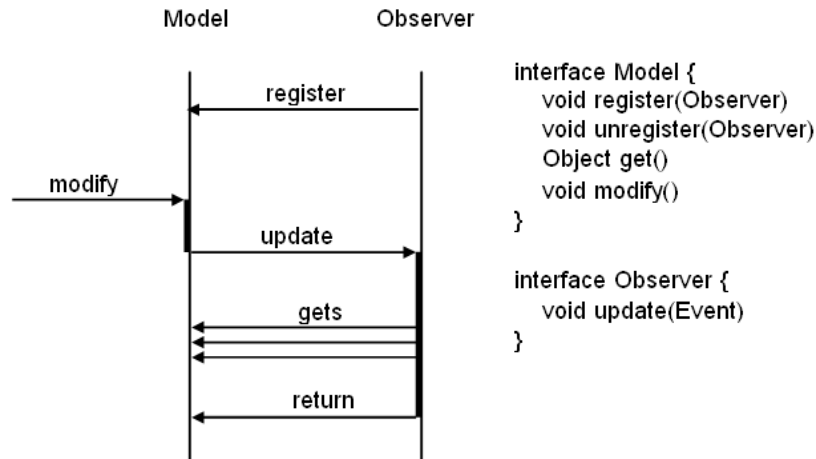 Model
Observer
register
modify
update
gets
return
interface Model {
void register(Observer)
void unregister(Observer)
Object get()
void modify()
}
interface Observer {
void update(Event)
}